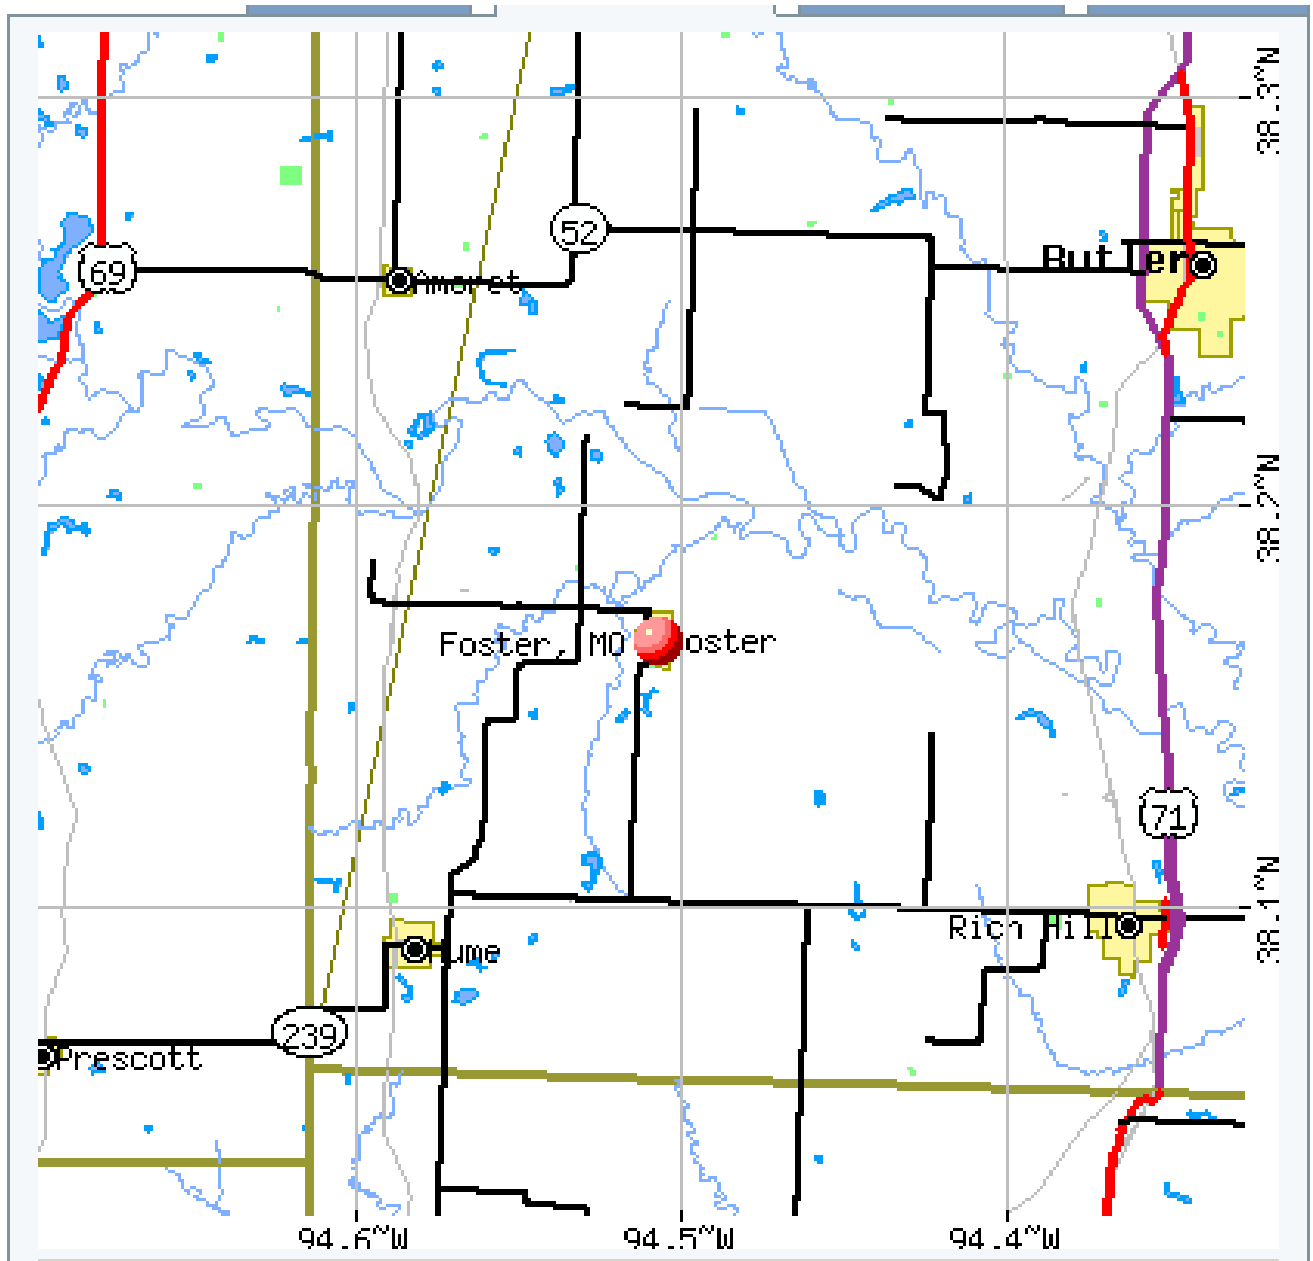 38.3~N
52
69
Butler
Amoret
38.2~N
Foster, MO
oster
71
38.1~N
Rich Hill
ume
239
Prescott
94.6~W
94.5~W
94.4~W